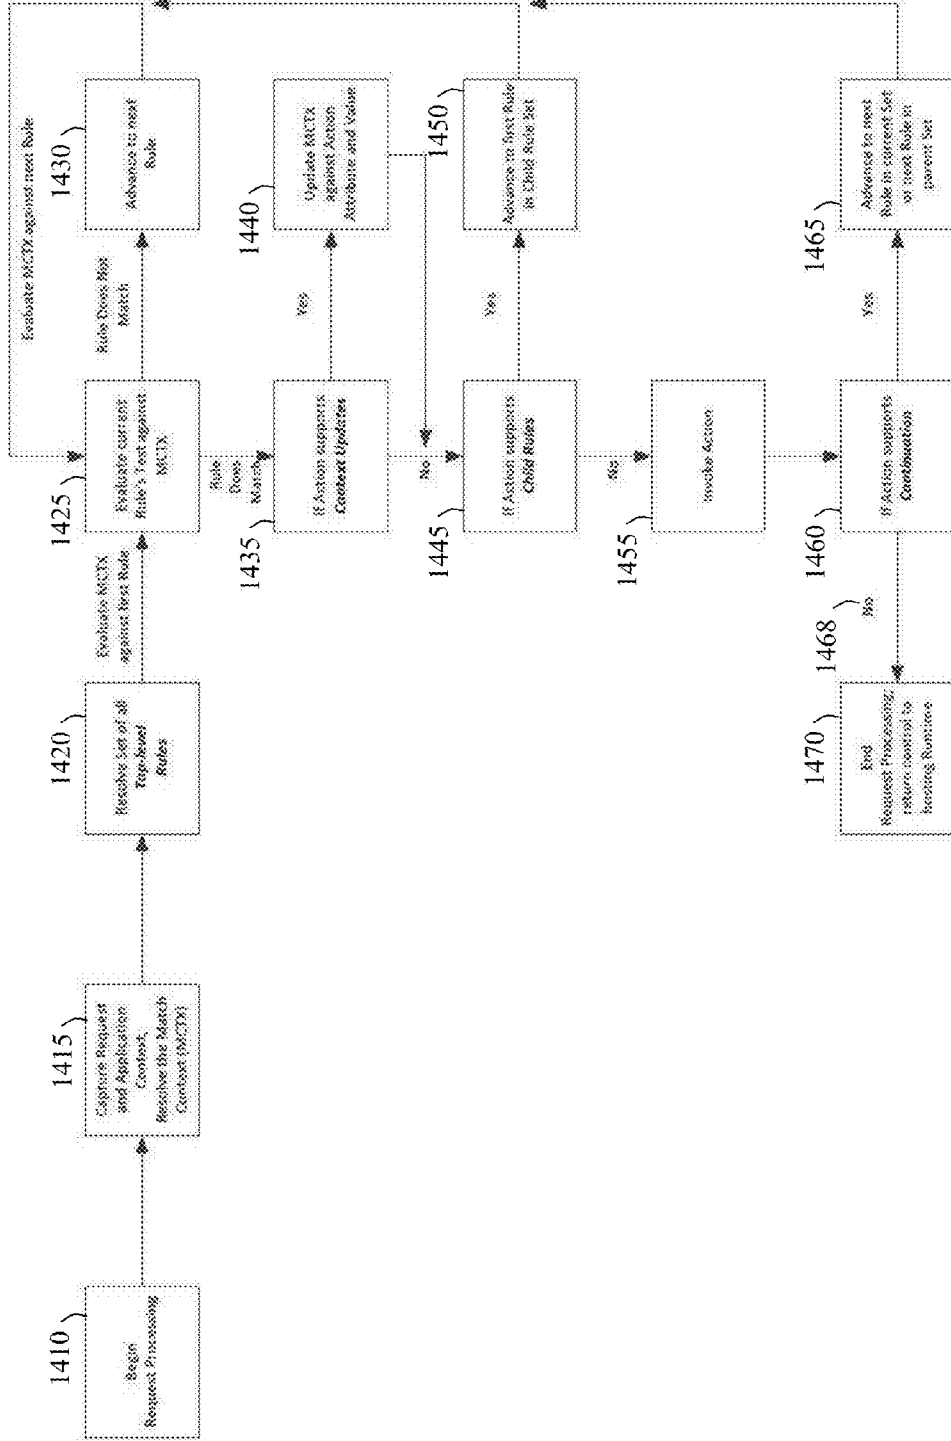 1410
Begin
Request Processing
1415
Capture Request
and Application
Context,
Resolve the Match
Context (MCTX)
1420
Resolve Set of all
Top-level
Rules
Evaluate MCTX
against first Rule
1425
Evaluate current
Rule's Test against
MCTX
Rule Does Not
Match
1430
Advance to next
Rule
Evaluate MCTX against next Rule
Rule
Does
Match
1435
If Action supports
Context Updates
Yes
1440
Update MCTX
against Action
Attribute and Value
No
1445
If Action supports
Child Rules
Yes
1450
Advance to first Rule
in Child Rule Set
No
1455
Invoke Action
1460
If Action supports
Continuation
Yes
1465
Advance to next
Rule in current Set
or next Rule in
parent Set
1468
No
1470
End
Request Processing,
return control to
hosting Runtime